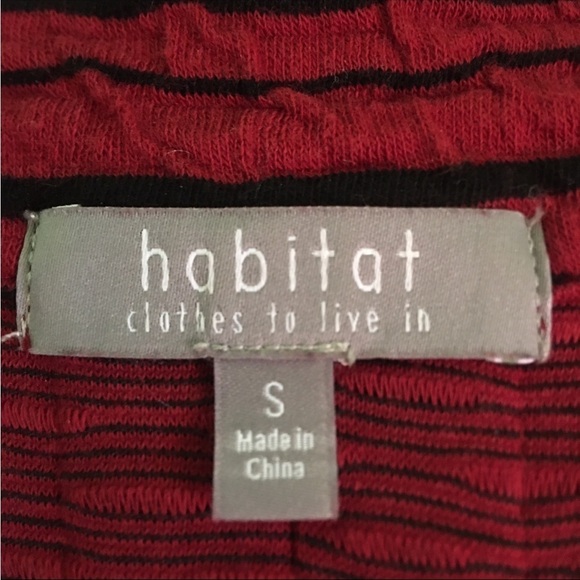 habitat
clothes to live in
S
Made in
China